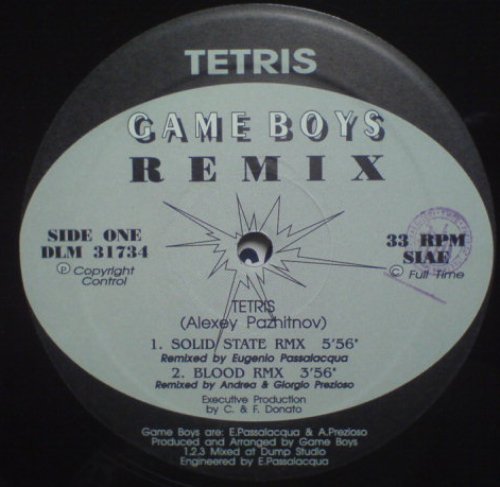 TETRIS
GAME BOYS
REMIX
SIDE ONE
DLM 31734
Ⓟ Copyright
Control
33 RPM
SIAE
© Full Time
TETRIS
(Alexey Pazhitnov)
1. SOLID STATE RMX 5'56"
Remixed by Eugenio Passalacqua
2. BLOOD RMX 5'56"
Remixed by Andrea & Giorgio Prezioso
Executive Production
by C. & F. Donato
Game Boys are: E.Passalacqua & A.Prezioso
Produced and Arranged by Game Boys
1.2.3 Mixed at Dump Studio
Engineered by E.Passalacqua